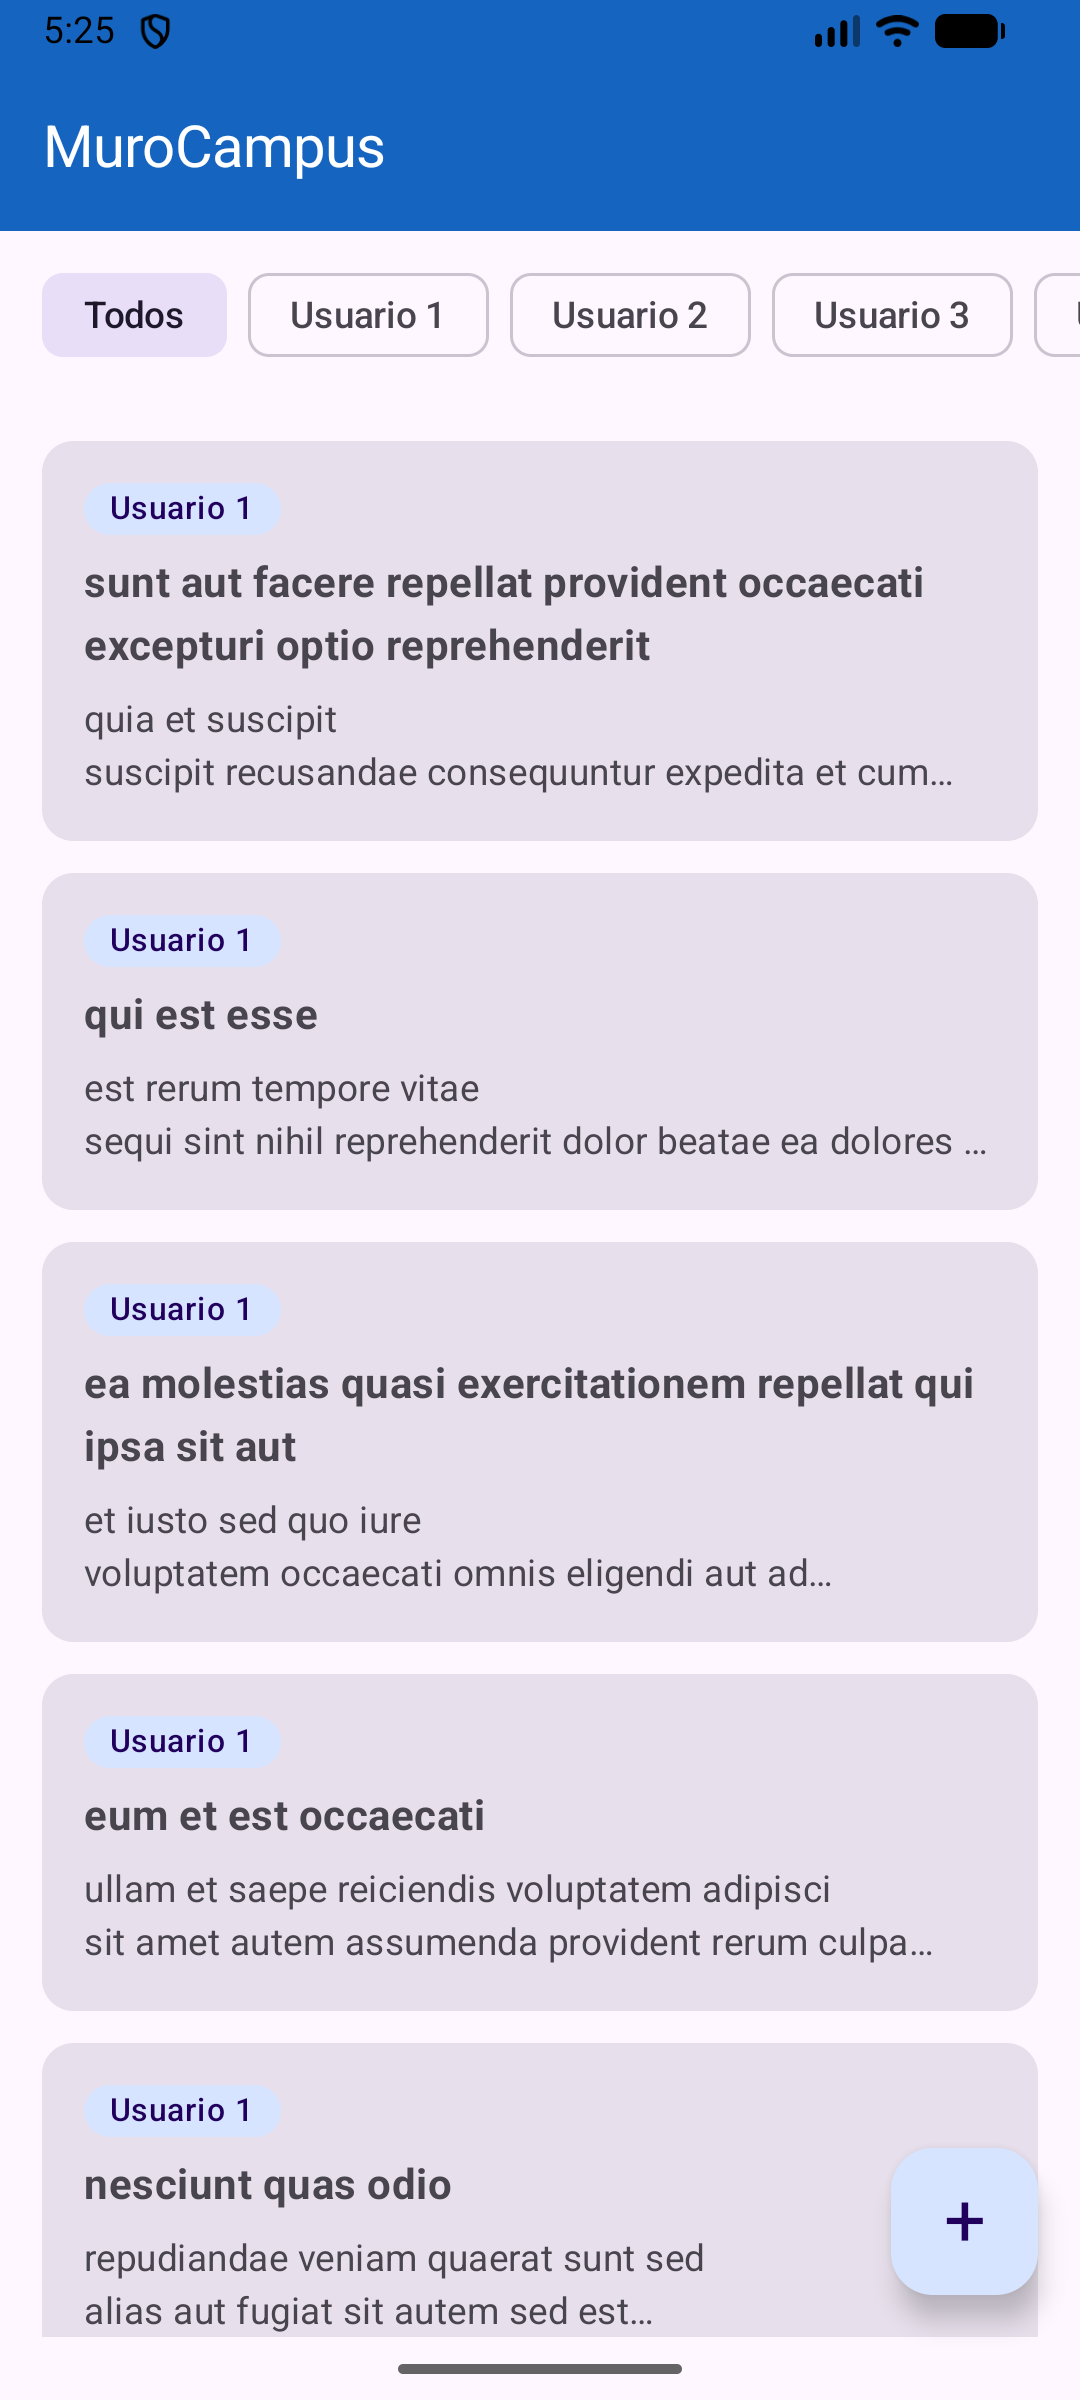 5:25
MuroCampus
Todos
Usuario 1
Usuario 2
Usuario 3
Usuario 1
sunt aut facere repellat provident occaecati
excepturi optio reprehenderit
quia et suscipit
suscipit recusandae consequuntur expedita et cum…
Usuario 1
qui est esse
est rerum tempore vitae
sequi sint nihil reprehenderit dolor beatae ea dolores …
Usuario 1
ea molestias quasi exercitationem repellat qui
ipsa sit aut
et iusto sed quo iure
voluptatem occaecati omnis eligendi aut ad…
Usuario 1
eum et est occaecati
ullam et saepe reiciendis voluptatem adipisci
sit amet autem assumenda provident rerum culpa…
Usuario 1
nesciunt quas odio
repudiandae veniam quaerat sunt sed
alias aut fugiat sit autem sed est…
+